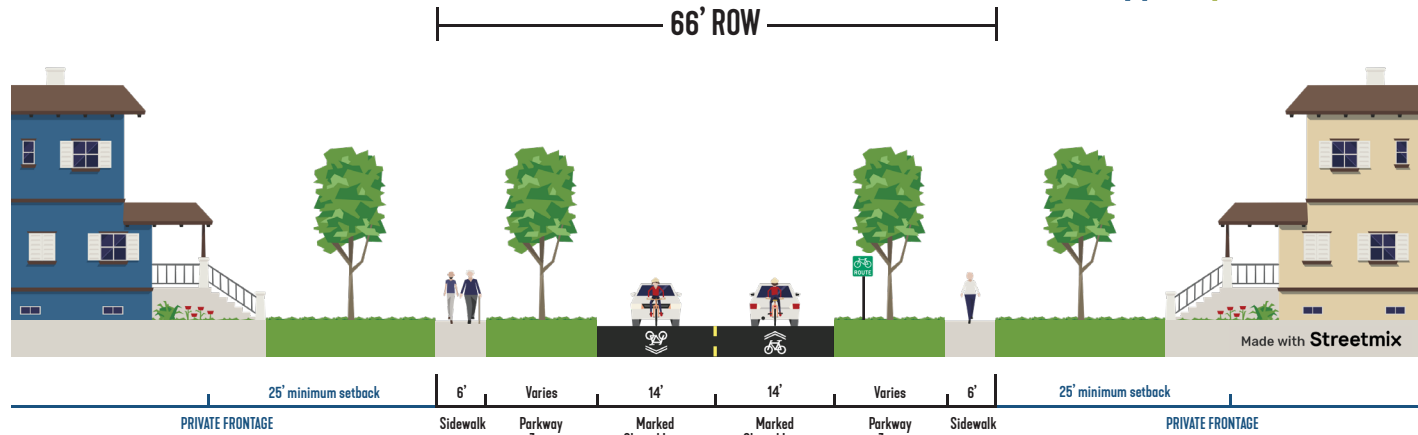 66’ ROW
ROUTE
Made with Streetmix
25’ minimum setback
6’
Varies
14’
14’
Varies
6’
25’ minimum setback
PRIVATE FRONTAGE
Sidewalk
Parkway
Marked
Marked
Parkway
Sidewalk
PRIVATE FRONTAGE